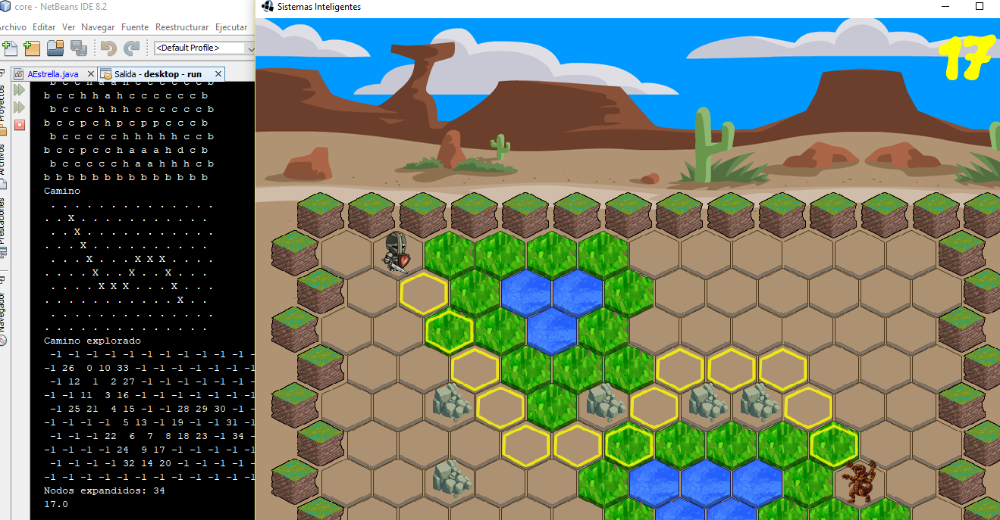 core - NetBeans IDE 8.2
Sistemas Inteligentes
Archivo Editar Ver Navegar Fuente Reestructurar Ejecutar
<Default Profile>
17
AEstrella.java Salida - desktop - run
b c c h h a h c c c c c c b
b c c c h h h c c c c c c b
b c c p c h p c p p c c c b
b c c c c c h h h h h c c b
b c c p c c h a a a h d c b
b c c c c c h a a h h h c b
b b b b b b b b b b b b b b
Camino
. . . . . . . . . . . . . .
. . x . . . . . . . . . . .
. . x . . . . . . . . . . .
. . . x . . . . . . . . . .
. . . x . . . x x x . . . .
. . . . x . . x . . x . . .
. . . . x x x . . . x . . .
. . . . . . . . . . . x . .
. . . . . . . . . . . . . .
. . . . . . . . . . . . . .
Camino explorado
-1 -1 -1 -1 -1 -1 -1 -1 -1 -1 -1 -
-1 26 0 10 33 -1 -1 -1 -1 -1 -1 -1
-1 12 1 2 27 -1 -1 -1 -1 -1 -1 -
-1 -1 11 3 16 -1 -1 -1 -1 -1 -1 -1
-1 25 21 4 15 -1 -1 28 29 30 -1 -
-1 -1 -1 -1 5 13 -1 19 -1 -1 31 -1
-1 -1 -1 22 6 7 8 18 23 -1 34 -
-1 -1 -1 -1 24 9 17 -1 -1 -1 -1 -1
-1 -1 -1 -1 32 14 20 -1 -1 -1 -1 -
-1 -1 -1 -1 -1 -1 -1 -1 -1 -1 -1 -1
Nodos expandidos: 34
17.0
Proyectos
Archivos
Prestaciones
Navegador